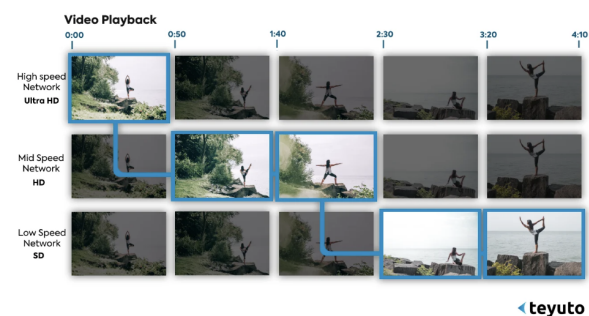 Video Playback
0:00 0:50 1:40 2:30 3:20 4:10
High speed
Network
Ultra HD
Mid Speed
Network
HD
Low Speed
Network
SD
teyuto